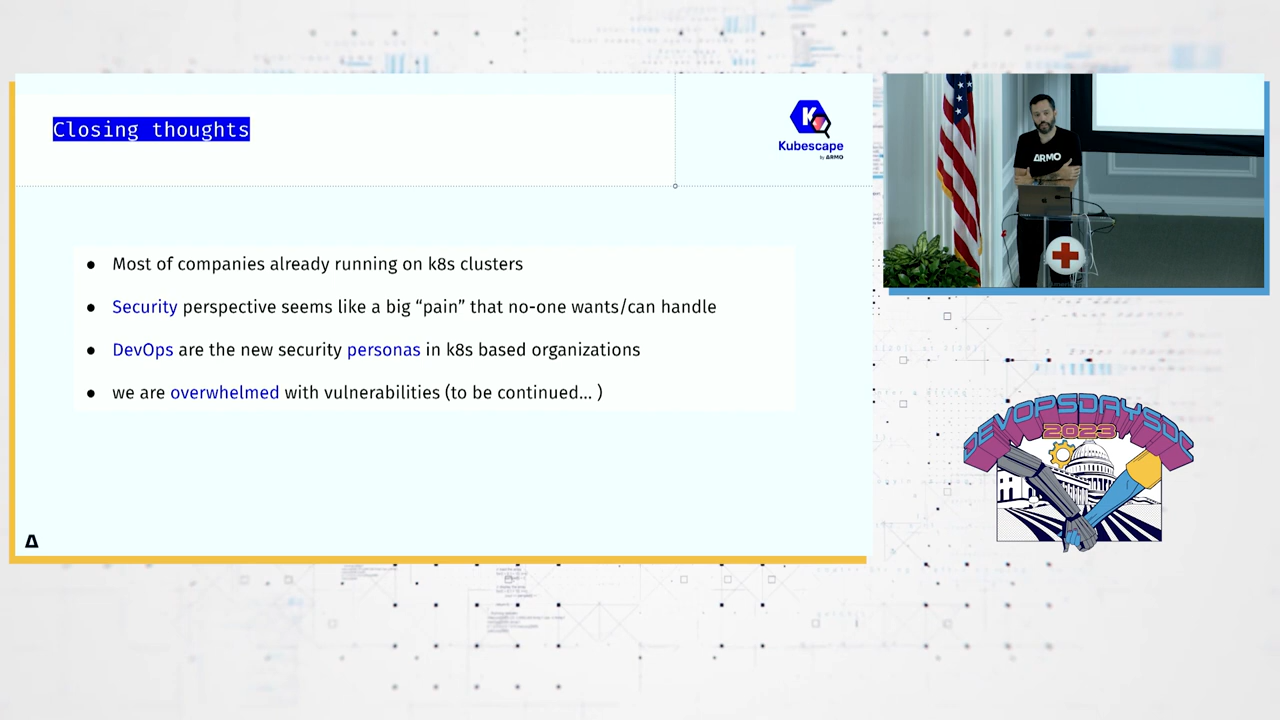 Closing thoughts
Kubescape
by ARMO
Most of companies already running on k8s clusters
Security perspective seems like a big “pain” that no-one wants/can handle
DevOps are the new security personas in k8s based organizations
we are overwhelmed with vulnerabilities (to be continued... )
ARMO
DEVOPSDAYSDC
2023